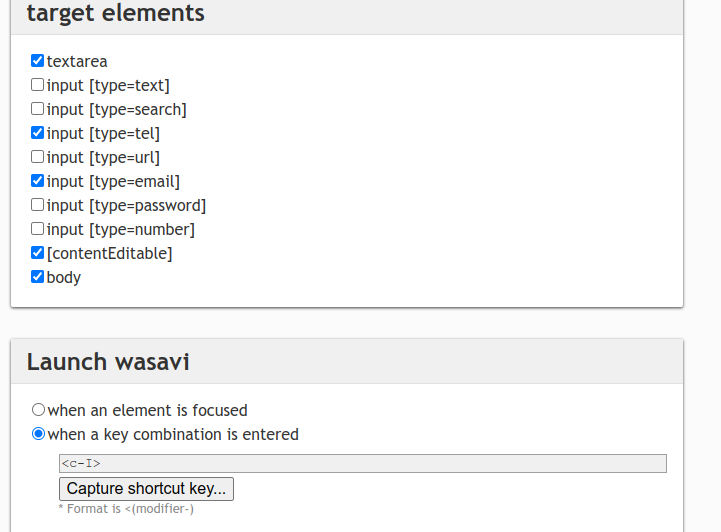 target elements
textarea
input [type=text]
input [type=search]
input [type=tel]
input [type=url]
input [type=email]
input [type=password]
input [type=number]
[contentEditable]
body
Launch wasavi
when an element is focused
when a key combination is entered
<c-I>
Capture shortcut key...
* Format is <(modifier-)